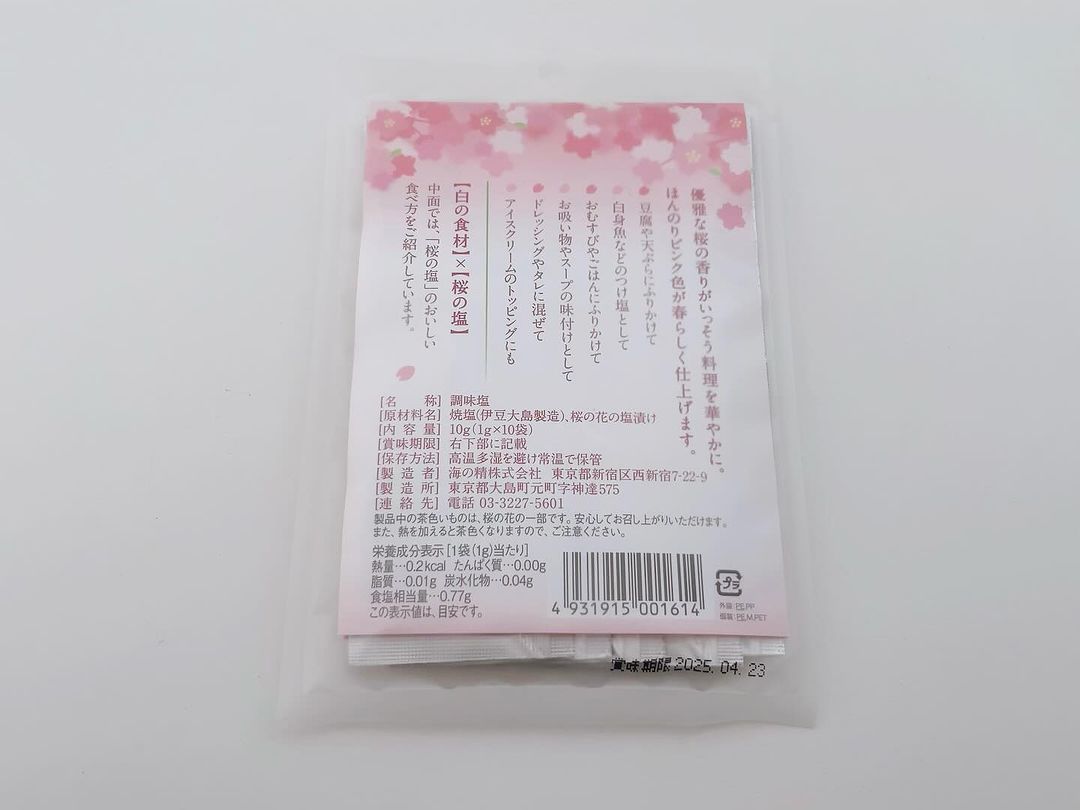 優雅な桜の香りがいっそう料理を華やかに。
ほんのりピンク色が春らしく仕上げます。
豆腐や天ぷらにふりかけて
白身魚などのつけ塩として
おむすびやごはんにふりかけて
お吸い物やスープの味付けとして
ドレッシングやタレに混ぜて
アイスクリームのトッピングにも
【白の食材】×【桜の塩】
中面では、「桜の塩」のおいしい
食べ方をご紹介しています。
[名 称] 調味塩
[原材料名] 焼塩(伊豆大島製造)、桜の花の塩漬け
[内 容 量] 10g(1g×10袋)
[賞味期限] 右下部に記載
[保存方法] 高温多湿を避け常温で保管
[製 造 者] 海の精株式会社 東京都新宿区西新宿7-22-9
[製 造 所] 東京都大島町元町字神達575
[連 絡 先] 電話 03-3227-5601
製品中の茶色いものは、桜の花の一部です。安心してお召し上がりいただけます。
また、熱を加えると茶色くなりますので、ご注意ください。
栄養成分表示[1袋(1g)当たり]
熱量…0.2kcal たんぱく質…0.00g
脂質…0.01g 炭水化物…0.04g
食塩相当量…0.77g
この表示値は、目安です。
4 931915 001614
プラ
外装:PE,PP
個装:PE,M,PET
賞味期限2025.04.23